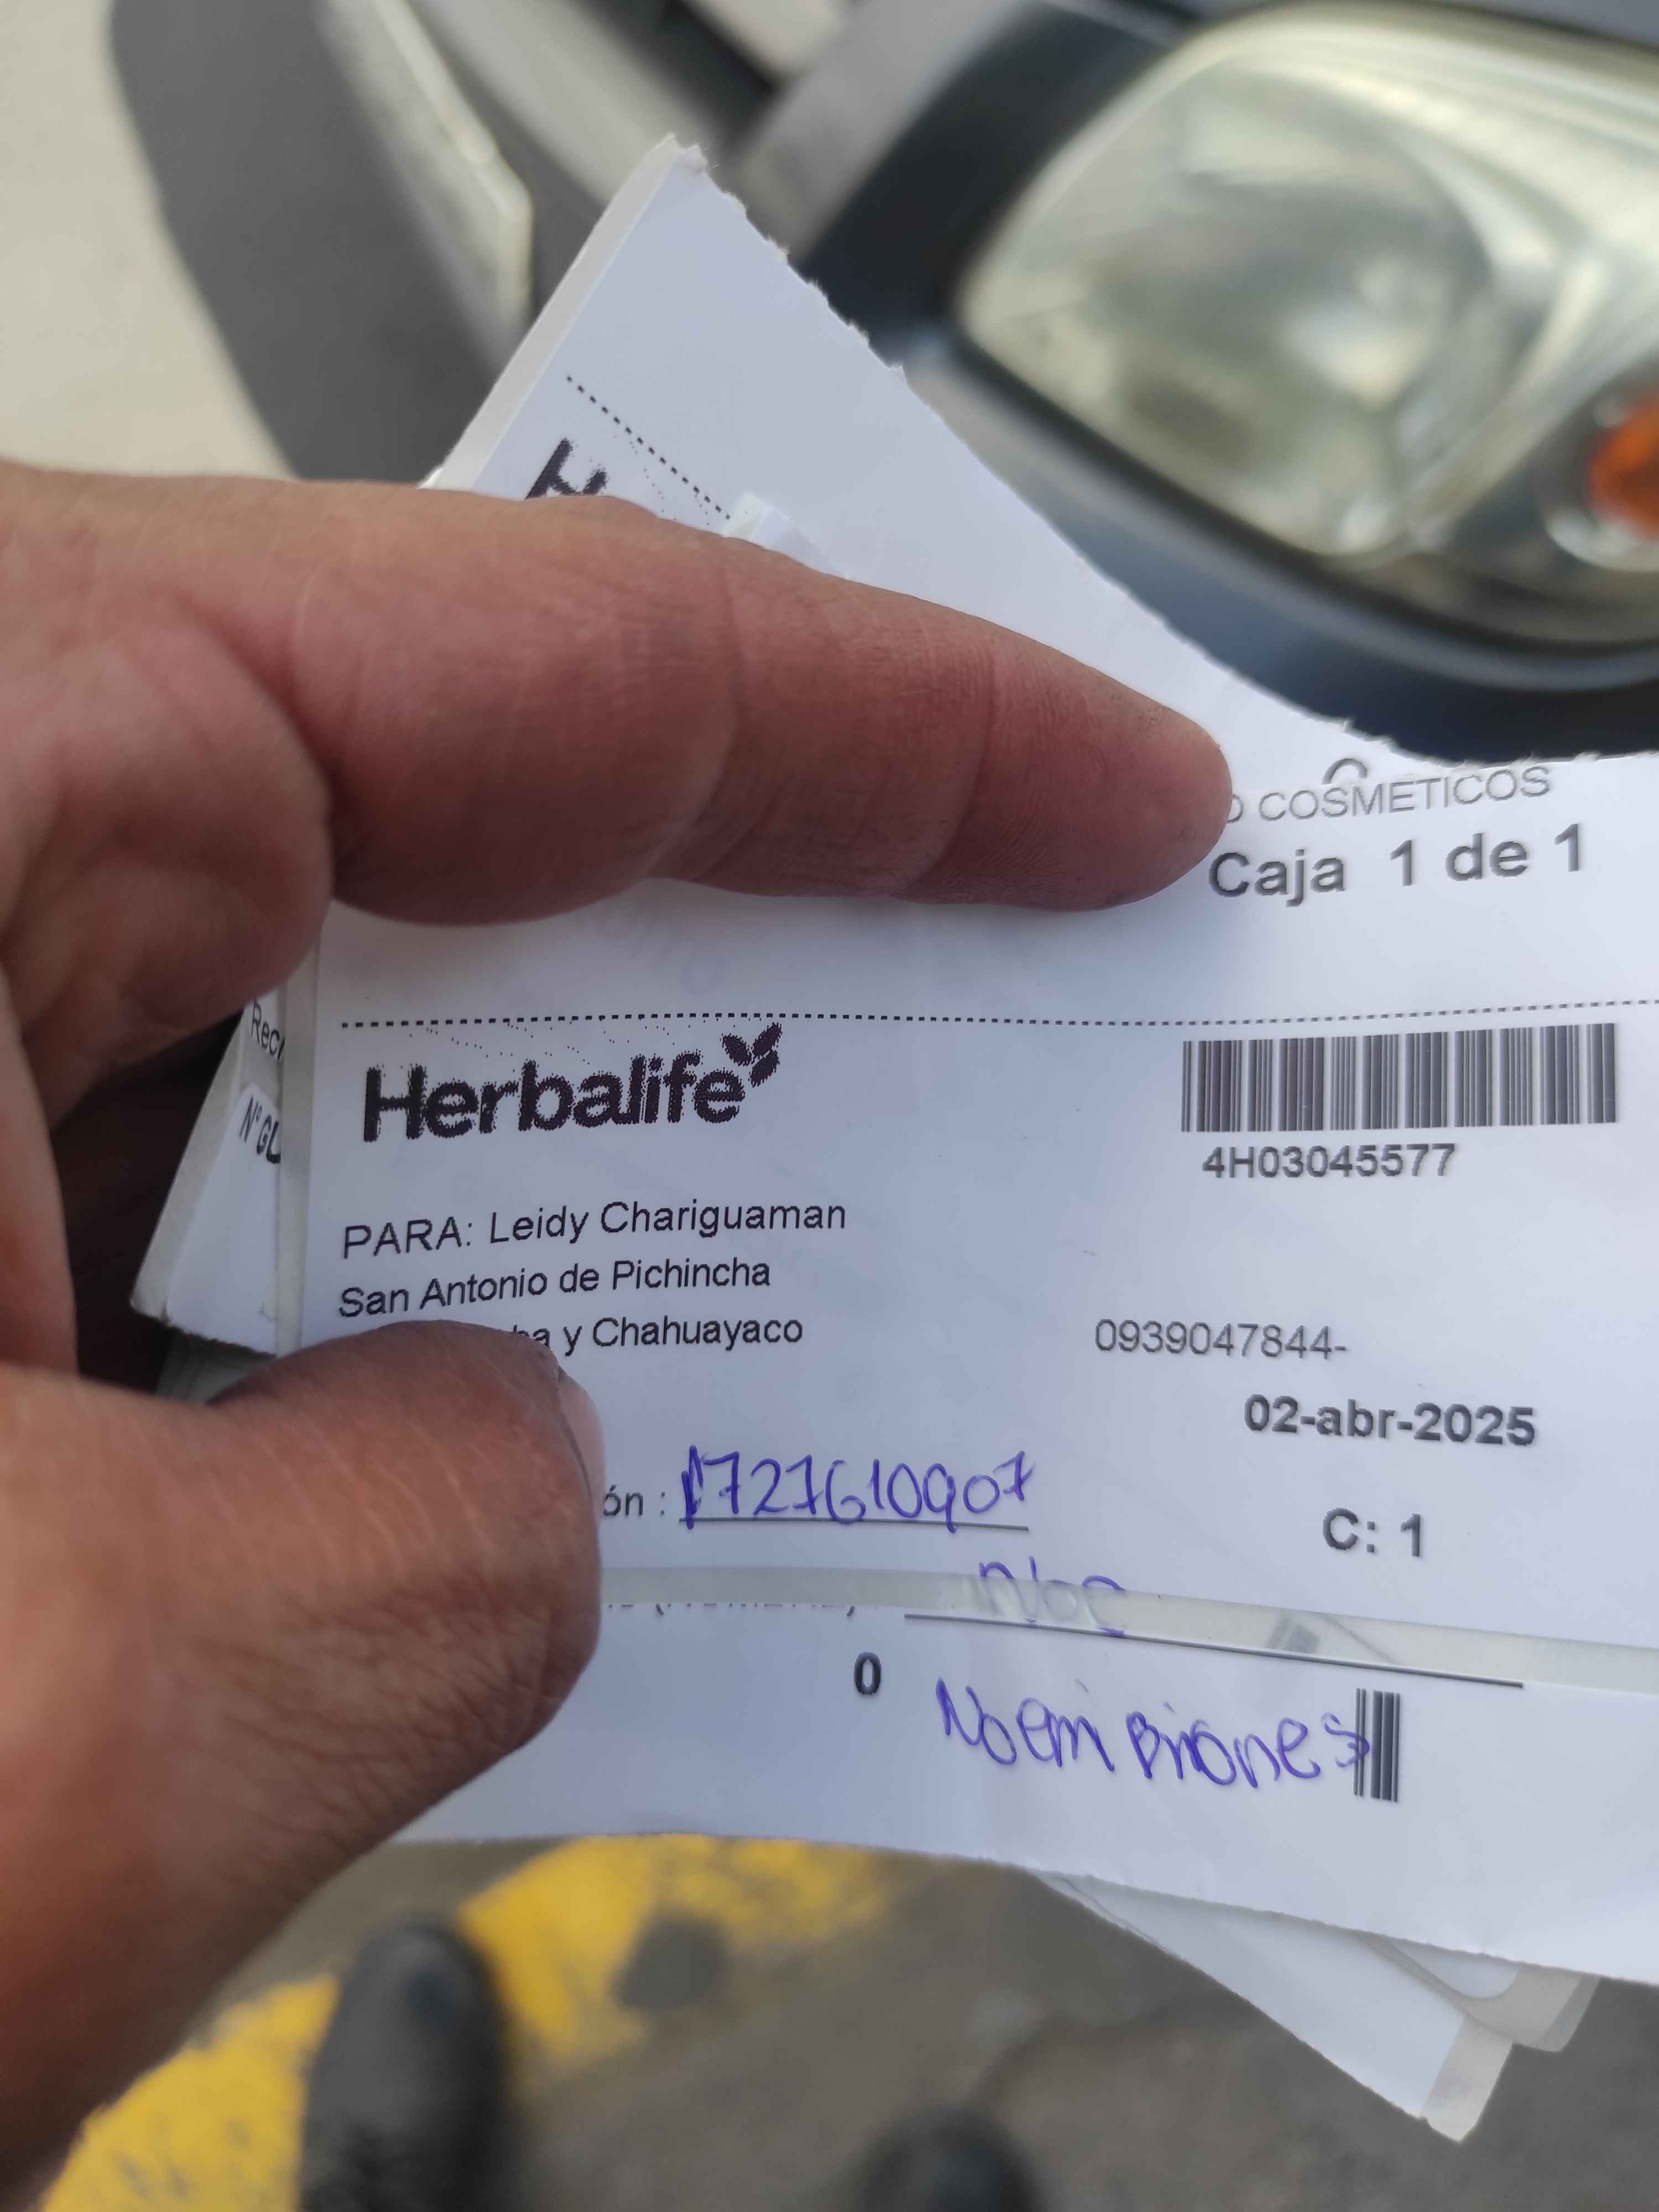 COSMETICOS
Caja 1 de 1
Herbalife
4H03045577
PARA: Leidy Chariguaman
San Antonio de Pichincha
y Chahuayaco
0939047844-
02-abr-2025
ón : 1727610907
C: 1
0
Noemi Briones
N° GU